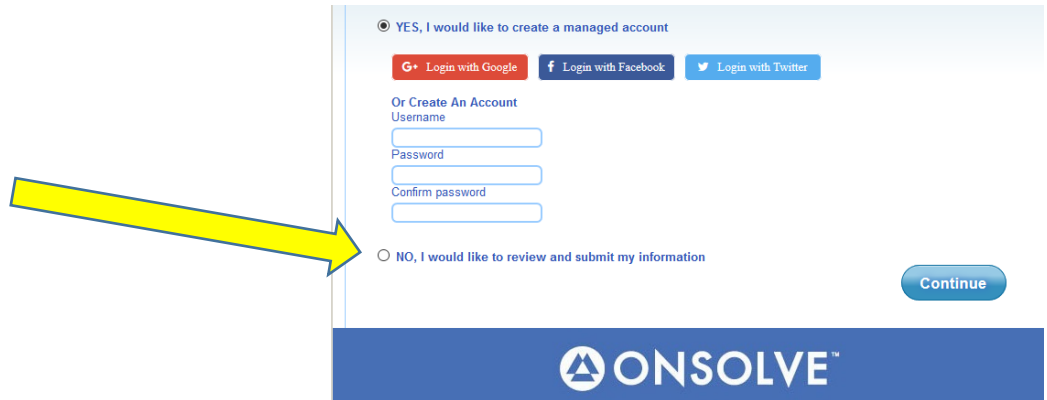 YES, I would like to create a managed account
G+ Login with Google f Login with Facebook Login with Twitter
Or Create An Account
Username
Password
Confirm password
NO, I would like to review and submit my information
Continue
ONSOLVE™